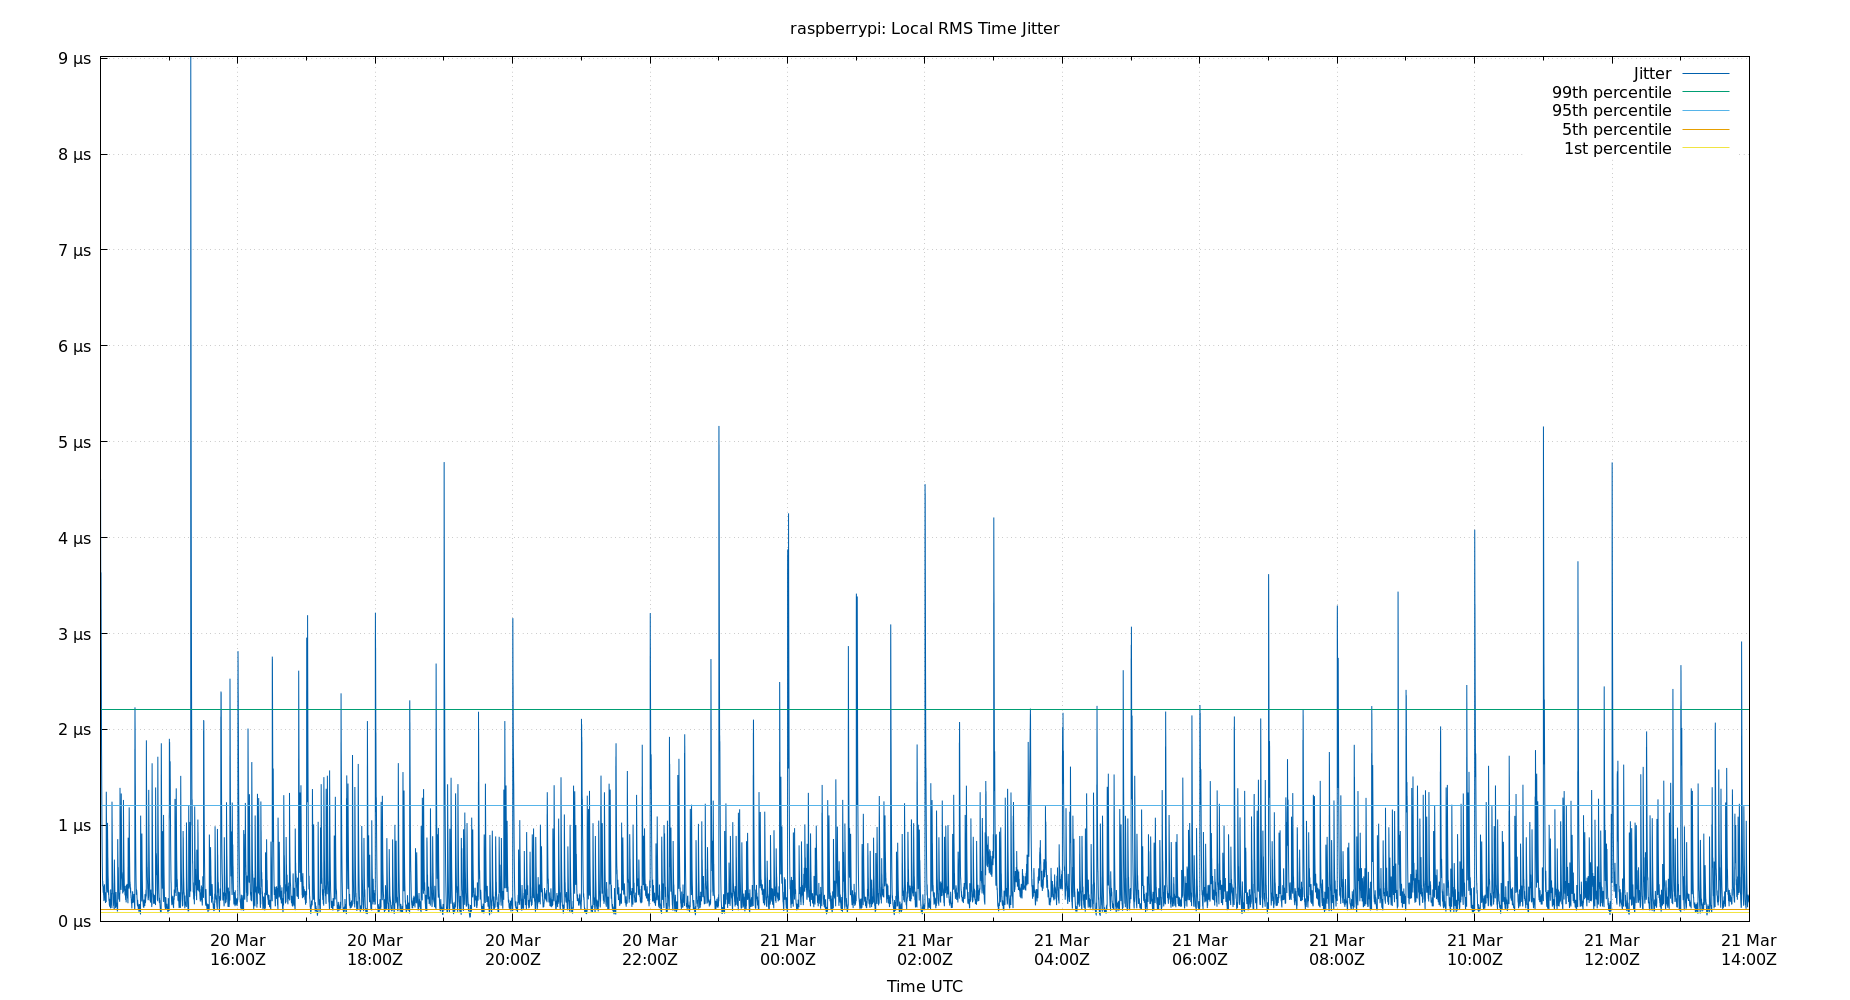 raspberrypi: Local RMS Time Jitter
9 μs
8 μs
7 μs
6 μs
5 μs
4 μs
3 μs
2 μs
1 μs
0 μs
Jitter
99th percentile
95th percentile
5th percentile
1st percentile
20 Mar
16:00Z
20 Mar
18:00Z
20 Mar
20:00Z
20 Mar
22:00Z
21 Mar
00:00Z
21 Mar
02:00Z
21 Mar
04:00Z
21 Mar
06:00Z
21 Mar
08:00Z
21 Mar
10:00Z
21 Mar
12:00Z
21 Mar
14:00Z
Time UTC